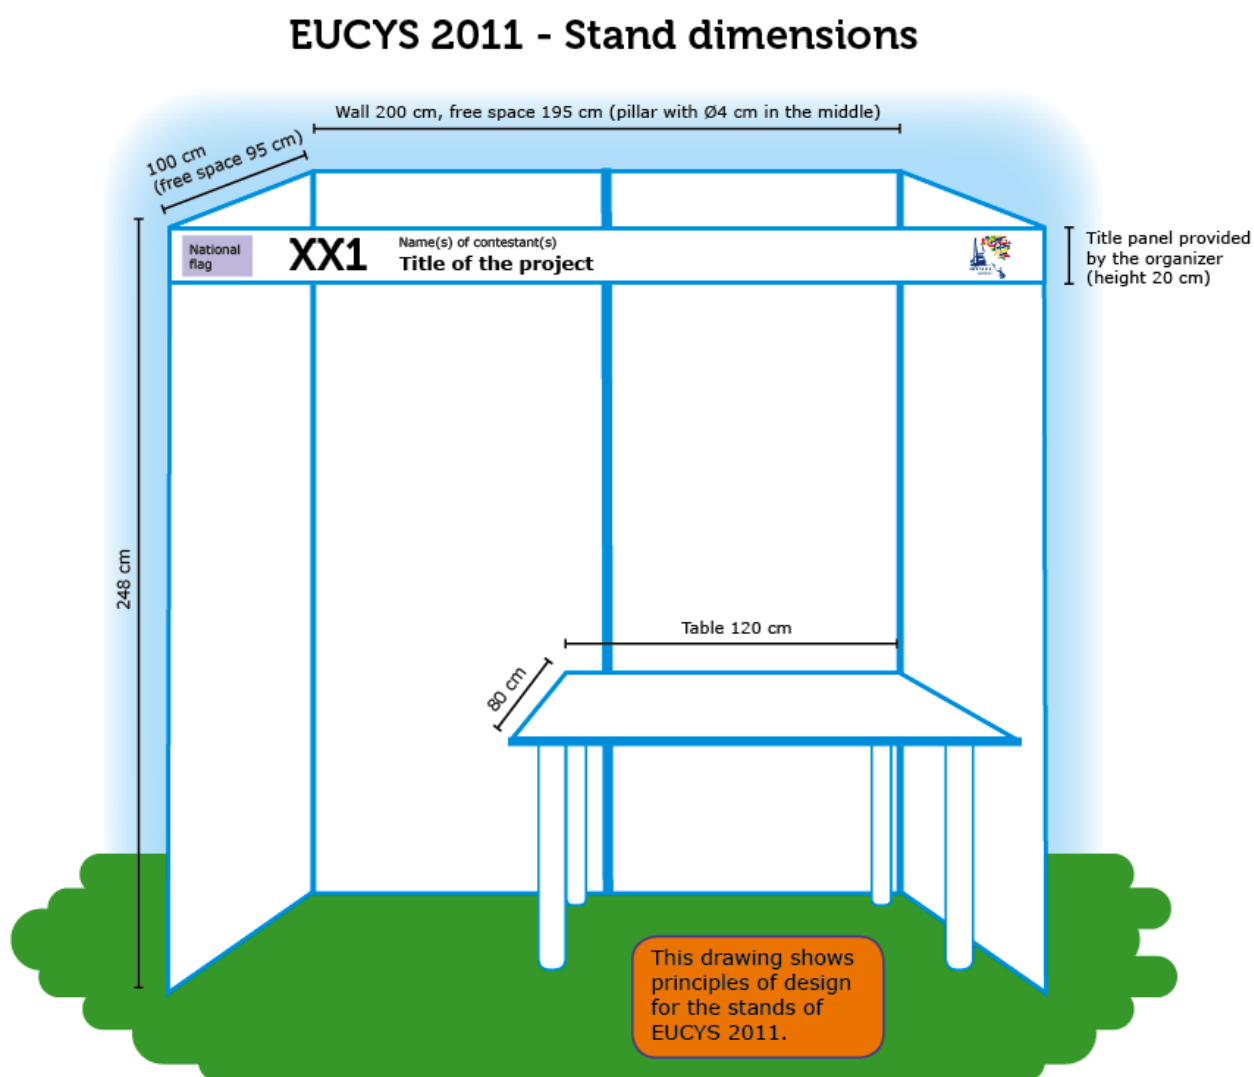 EUCYS 2011 - Stand dimensions
Wall 200 cm, free space 195 cm (pillar with Ø4 cm in the middle)
100 cm
(free space 95 cm)
National
flag
XX1
Name(s) of contestant(s)
Title of the project
Title panel provided
by the organizer
(height 20 cm)
248 cm
Table 120 cm
80 cm
This drawing shows
principles of design
for the stands of
EUCYS 2011.